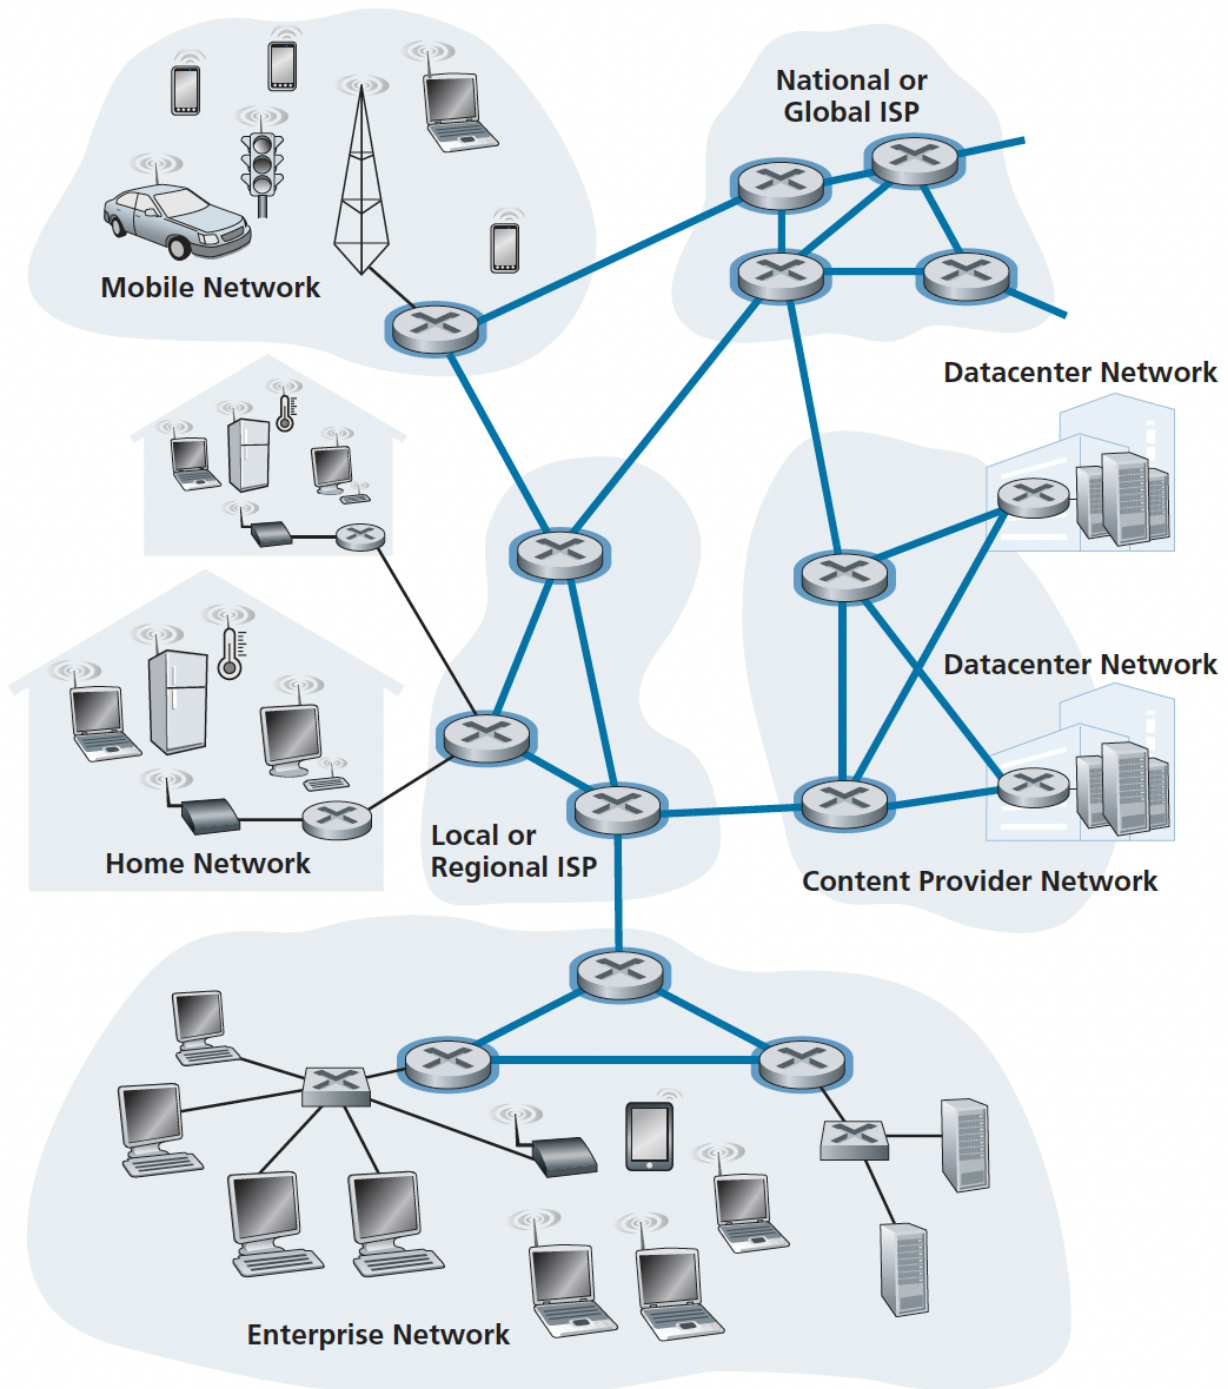 National or
Global ISP
Mobile Network
Datacenter Network
Datacenter Network
Local or
Regional ISP
Home Network
Content Provider Network
Enterprise Network